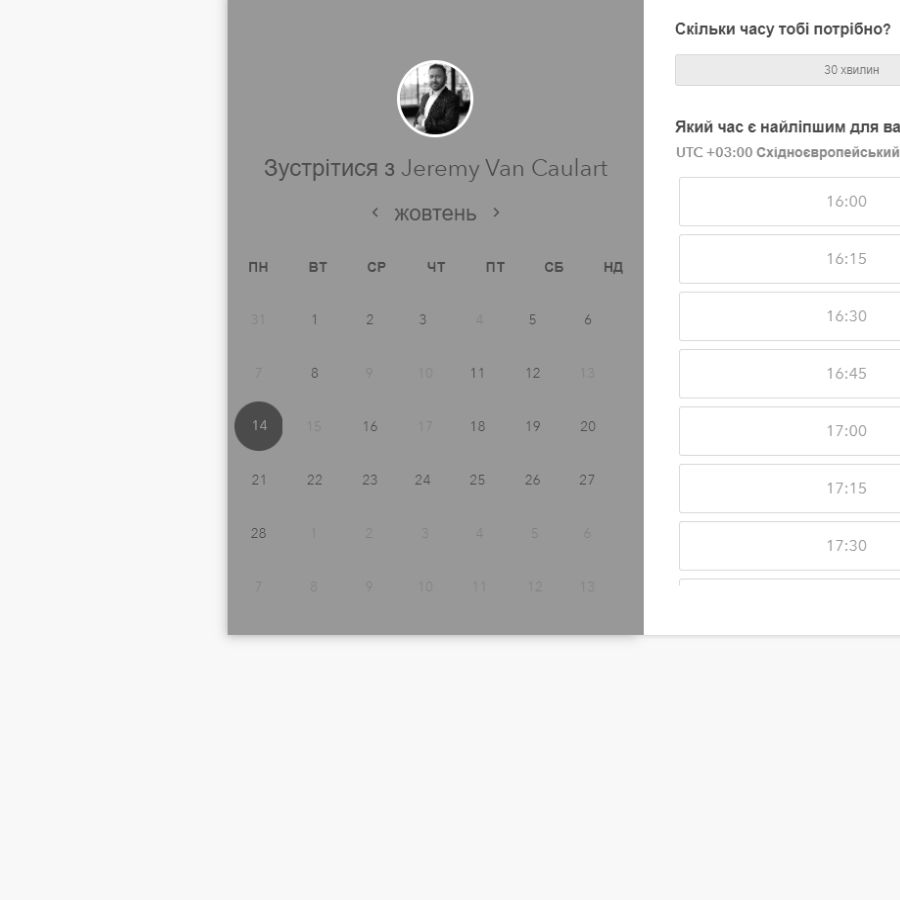 Зустрітися з Jeremy Van Caulart
жовтень
ПН ВТ СР ЧТ ПТ СБ НД
31 1 2 3 4 5 6
7 8 9 10 11 12 13
14 15 16 17 18 19 20
21 22 23 24 25 26 27
28 1 2 3 4 5 6
7 8 9 10 11 12 13
Скільки часу тобі потрібно?
30 хвилин
Який час є найліпшим для ва
UTC +03:00 Східноєвропейський
16:00
16:15
16:30
16:45
17:00
17:15
17:30